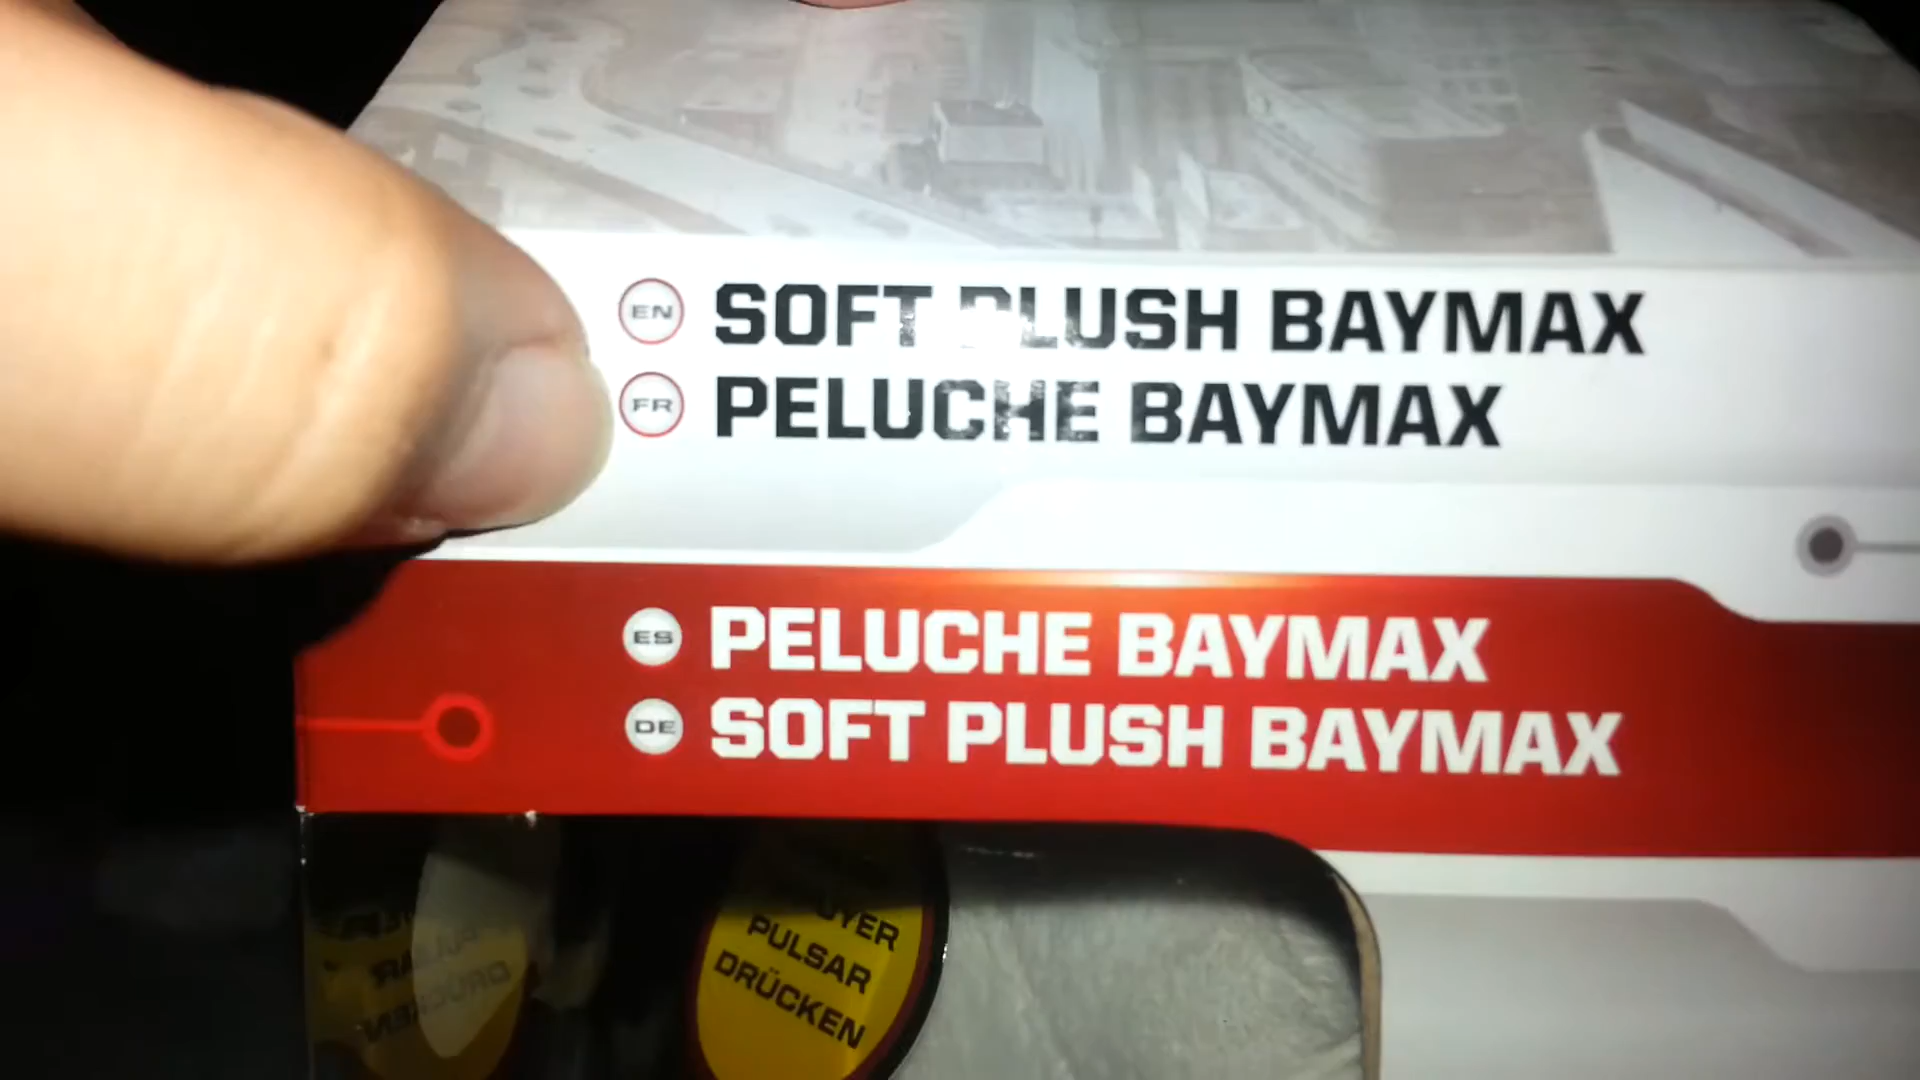 EN SOFT PLUSH BAYMAX
FR PELUCHE BAYMAX
ES PELUCHE BAYMAX
DE SOFT PLUSH BAYMAX
PULSAR
DRÜCKEN